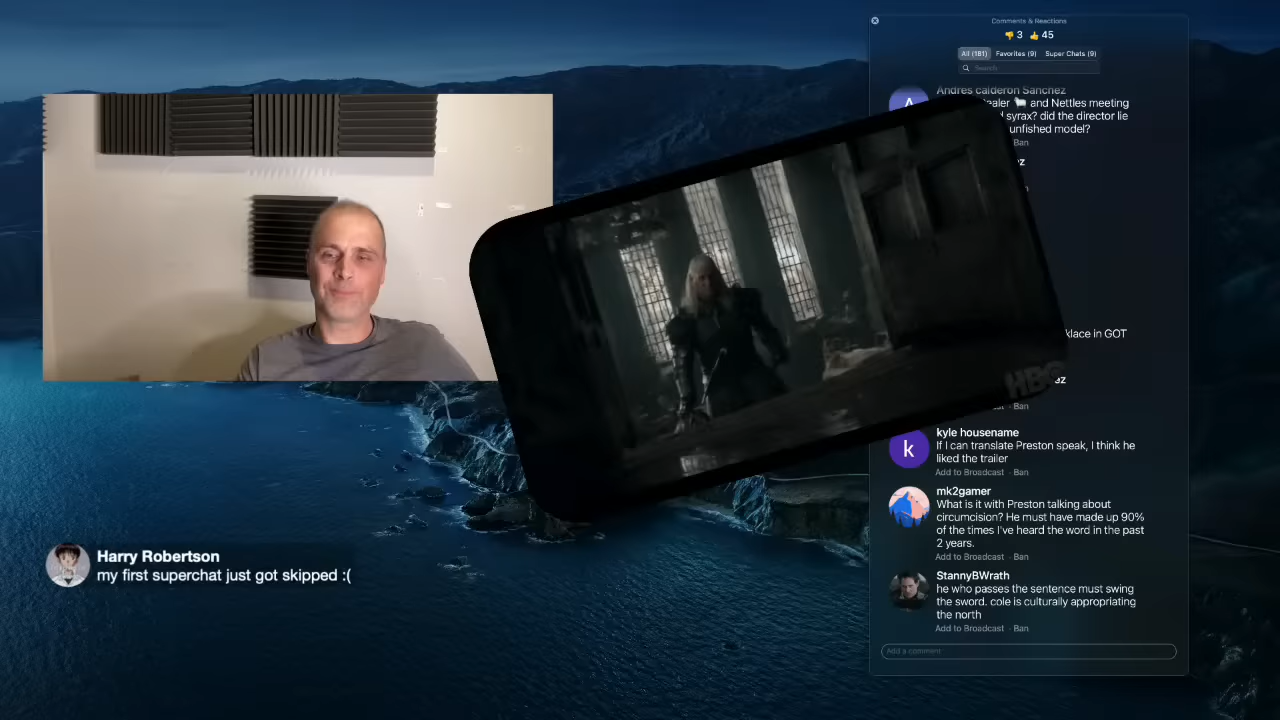 Comments & Reactions
👎 3 👍 45
All (181) Favorites (9) Super Chats (9)
Search
Andres calderon Sanchez
A
ealer 🐏 and Nettles meeting
d syrax? did the director lie
unfished model?
Ban
ez
klace in GOT
ez
Ban
HBO
kyle housename
k
If I can translate Preston speak, I think he
liked the trailer
Add to Broadcast · Ban
mk2gamer
What is it with Preston talking about
circumcision? He must have made up 90%
of the times I've heard the word in the past
2 years.
Add to Broadcast · Ban
Harry Robertson
my first superchat just got skipped :(
StannyBWrath
he who passes the sentence must swing
the sword. cole is culturally appropriating
the north
Add to Broadcast · Ban
Add a comment